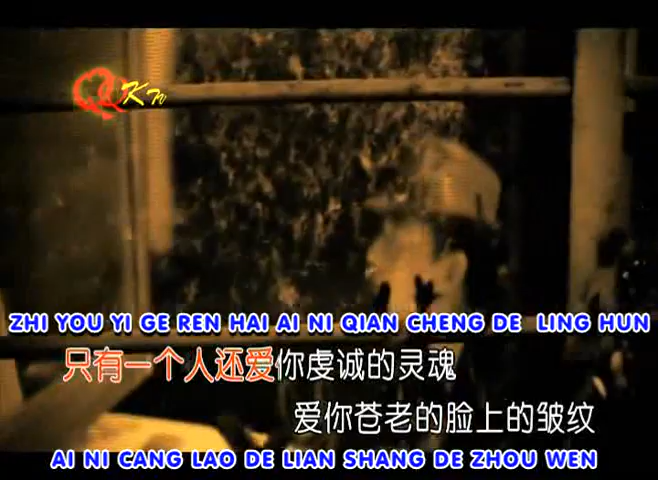 QKTV
ZHI YOU YI GE REN HAI AI NI QIAN CHENG DE LING HUN
只有一个人还爱你虔诚的灵魂
爱你苍老的脸上的皱纹
AI NI CANG LAO DE LIAN SHANG DE ZHOU WEN